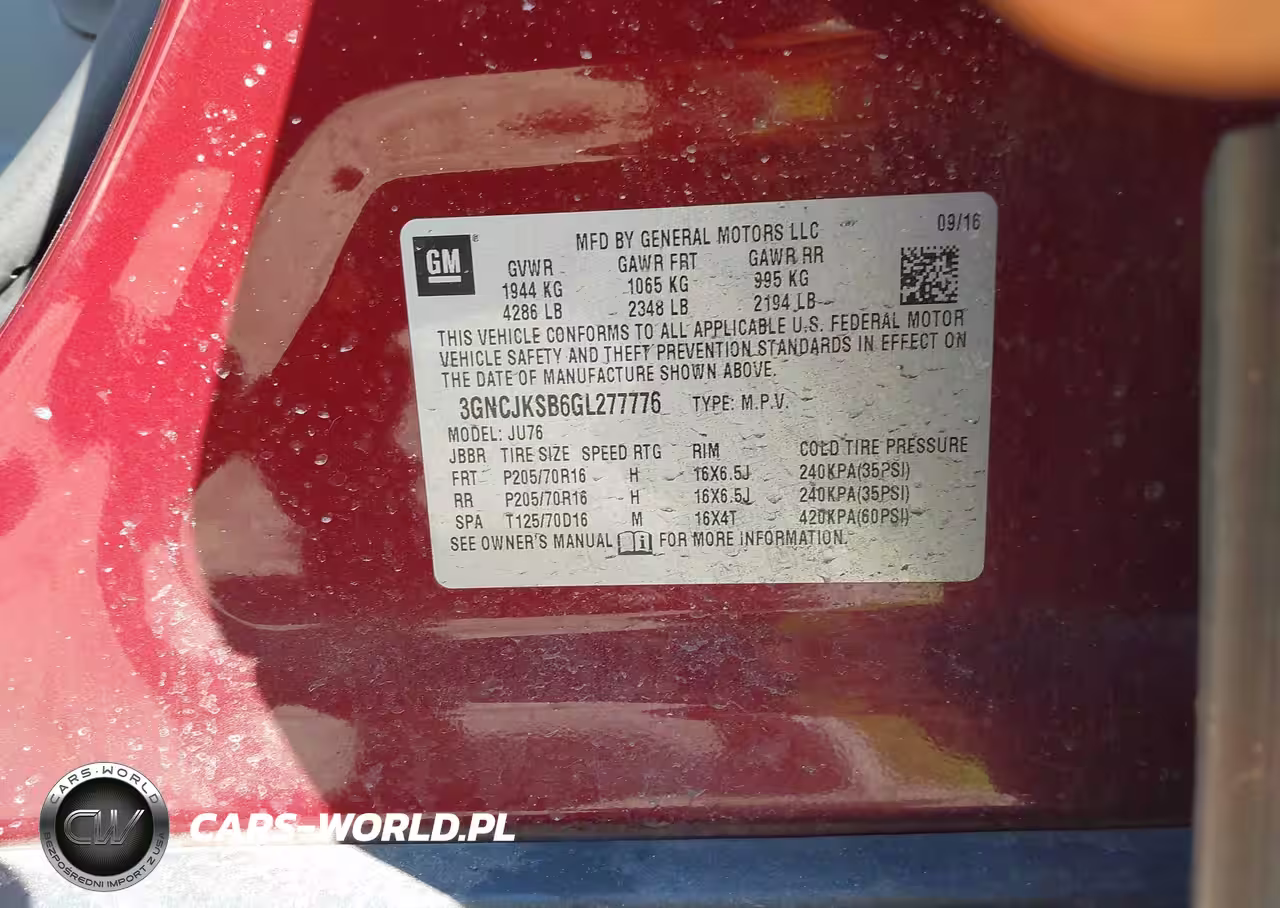 GM®
MFD BY GENERAL MOTORS LLC
09/16
GVWR GAWR FRT GAWR RR
1944 KG 1065 KG 995 KG
4286 LB 2348 LB 2194 LB
THIS VEHICLE CONFORMS TO ALL APPLICABLE U.S. FEDERAL MOTOR
VEHICLE SAFETY AND THEFT PREVENTION STANDARDS IN EFFECT ON
THE DATE OF MANUFACTURE SHOWN ABOVE.
3GNCJKSB6GL277776 TYPE: M.P.V.
MODEL: JU76
JBBR TIRE SIZE SPEED RTG RIM COLD TIRE PRESSURE
FRT P205/70R16 H 16X6.5J 240KPA(35PSI)
RR P205/70R16 H 16X6.5J 240KPA(35PSI)
SPA T125/70D16 M 16X4T 420KPA(60PSI)
SEE OWNER'S MANUAL i FOR MORE INFORMATION.
CARS-WORLD
CW
BEZPOŚREDNI IMPORT Z USA
CARS-WORLD.PL